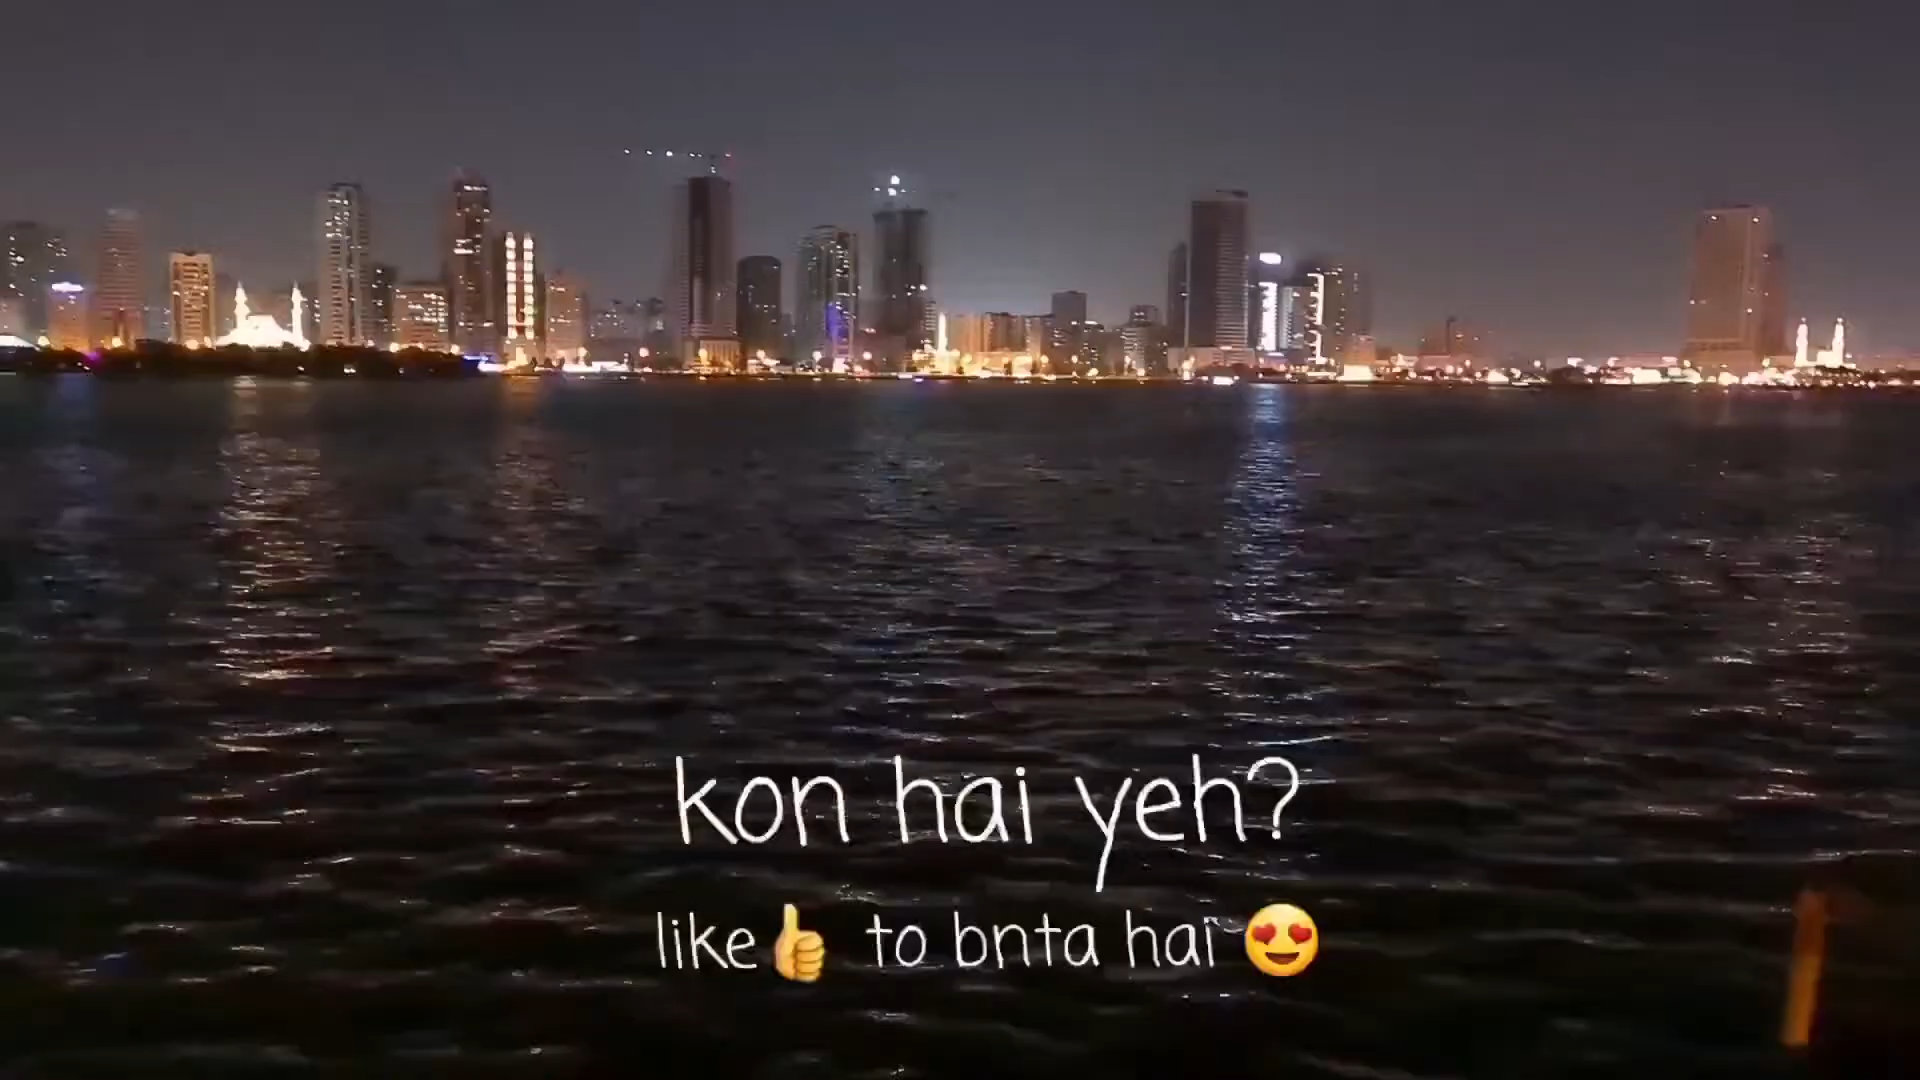 kon hai yeh?
like👍 to bnta hai 😍